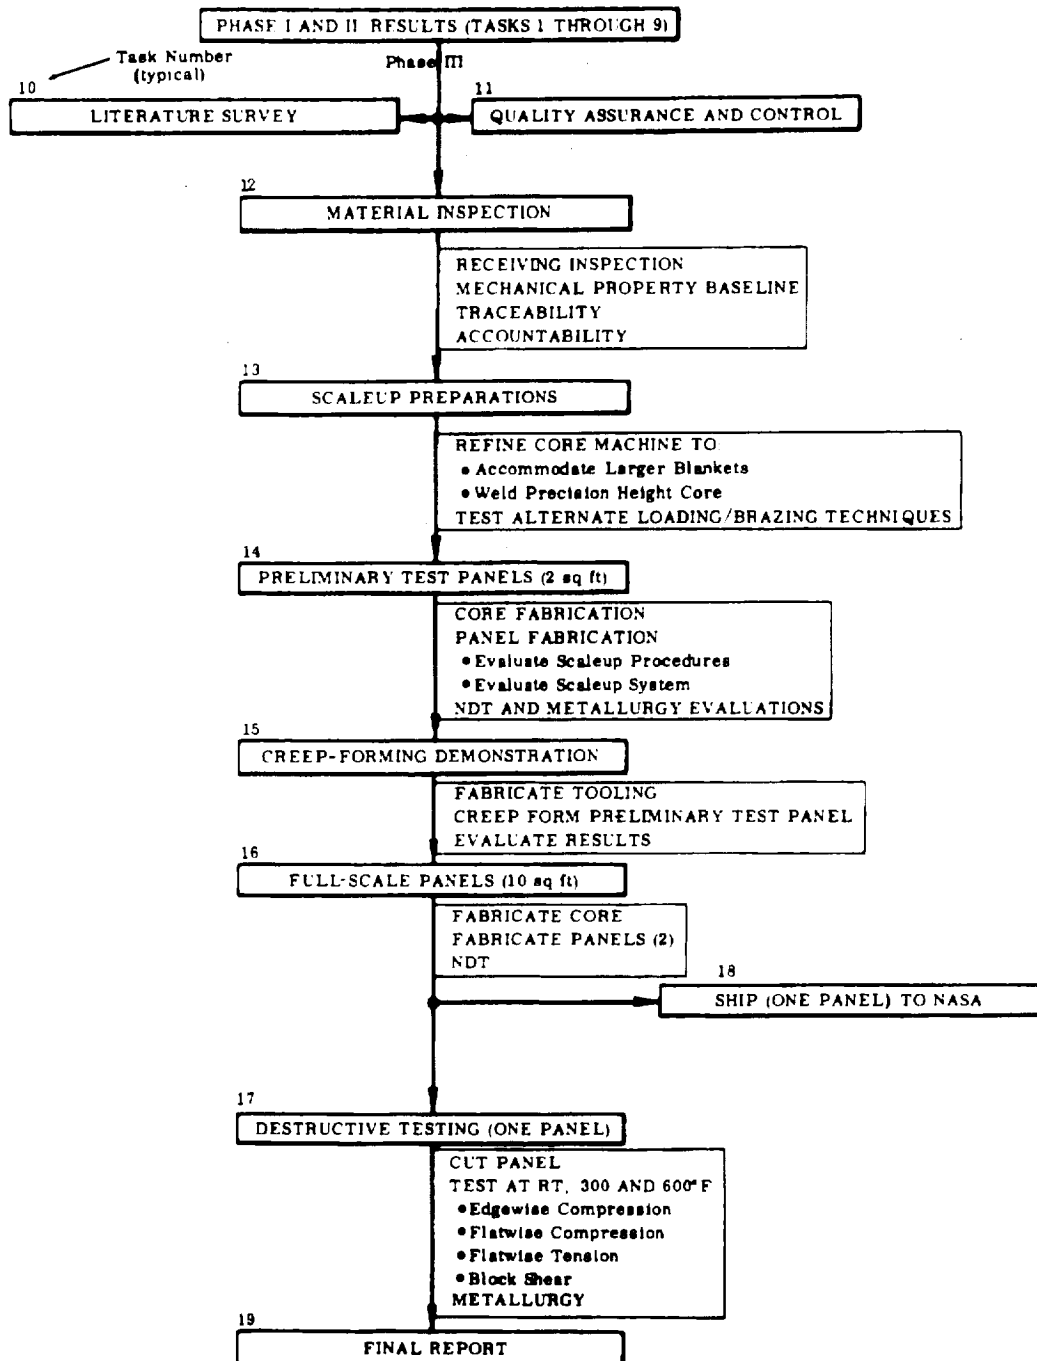 PHASE I AND II RESULTS (TASKS 1 THROUGH 9)
Task Number
(typical)
Phase III
10
LITERATURE SURVEY
11
QUALITY ASSURANCE AND CONTROL
12
MATERIAL INSPECTION
RECEIVING INSPECTION
MECHANICAL PROPERTY BASELINE
TRACEABILITY
ACCOUNTABILITY
13
SCALEUP PREPARATIONS
REFINE CORE MACHINE TO
• Accommodate Larger Blankets
• Weld Precision Height Core
TEST ALTERNATE LOADING/BRAZING TECHNIQUES
14
PRELIMINARY TEST PANELS (2 sq ft)
CORE FABRICATION
PANEL FABRICATION
• Evaluate Scaleup Procedures
• Evaluate Scaleup System
NDT AND METALLURGY EVALUATIONS
15
CREEP-FORMING DEMONSTRATION
FABRICATE TOOLING
CREEP FORM PRELIMINARY TEST PANEL
EVALUATE RESULTS
16
FULL-SCALE PANELS (10 sq ft)
FABRICATE CORE
FABRICATE PANELS (2)
NDT
18
SHIP (ONE PANEL) TO NASA
17
DESTRUCTIVE TESTING (ONE PANEL)
CUT PANEL
TEST AT RT, 300 AND 600°F
• Edgewise Compression
• Flatwise Compression
• Flatwise Tension
• Block Shear
METALLURGY
19
FINAL REPORT